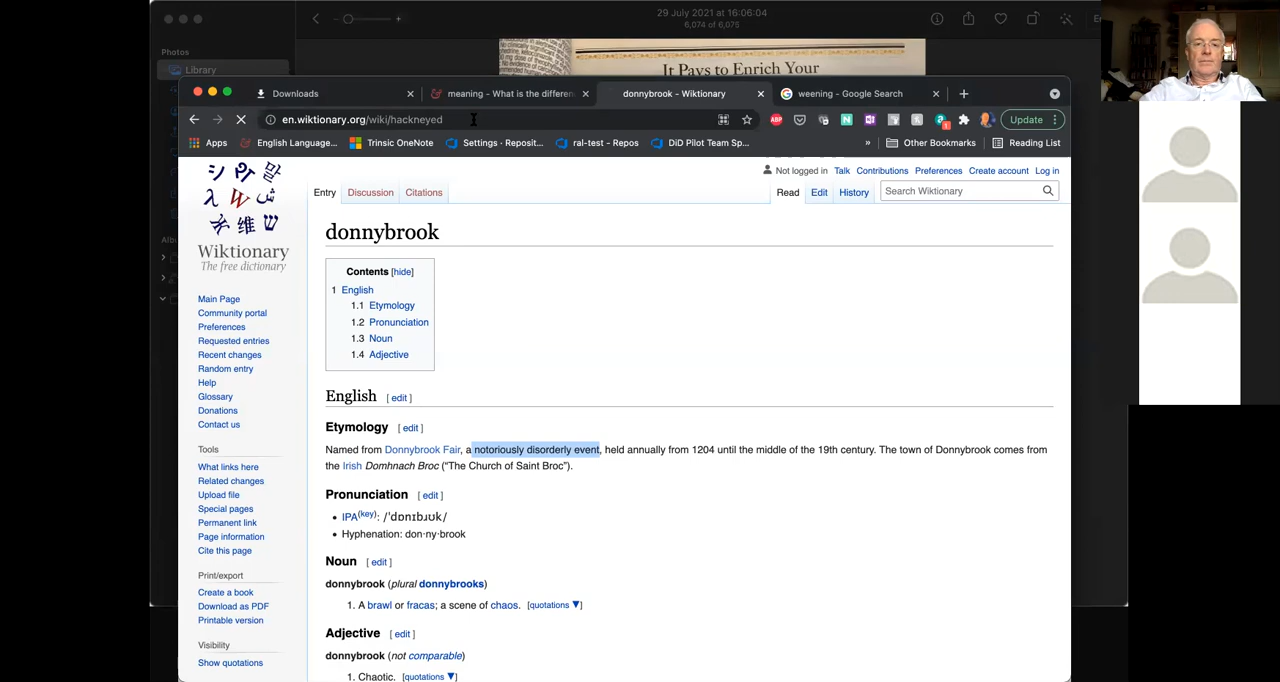 29 July 2021 at 16:06:04
6,074 of 6,075
Photos
Library
It Pays to Enrich Your
Downloads
meaning - What is the differen
donnybrook - Wiktionary
weening - Google Search
en.wiktionary.org/wiki/hackneyed
Update
Apps
English Language...
Trinsic OneNote
Settings - Reposit...
ral-test - Repos
DiD Pilot Team Sp...
»
Other Bookmarks
Reading List
Not logged in Talk Contributions Preferences Create account Log in
Entry Discussion Citations
Read Edit History
Search Wiktionary
Wiktionary
The free dictionary
Main Page
Community portal
Preferences
Requested entries
Recent changes
Random entry
Help
Glossary
Donations
Contact us
Tools
What links here
Related changes
Upload file
Special pages
Permanent link
Page information
Cite this page
Print/export
Create a book
Download as PDF
Printable version
Visibility
Show quotations
donnybrook
Contents [hide]
1 English
1.1 Etymology
1.2 Pronunciation
1.3 Noun
1.4 Adjective
English [ edit ]
Etymology [ edit ]
Named from Donnybrook Fair, a notoriously disorderly event, held annually from 1204 until the middle of the 19th century. The town of Donnybrook comes from
the Irish Domhnach Broc (“The Church of Saint Broc”).
Pronunciation [ edit ]
• IPA(key): /ˈdɒnɪbɹʊk/
• Hyphenation: don·ny·brook
Noun [ edit ]
donnybrook (plural donnybrooks)
1. A brawl or fracas; a scene of chaos. [quotations ▼]
Adjective [ edit ]
donnybrook (not comparable)
1. Chaotic. [quotations ▼]